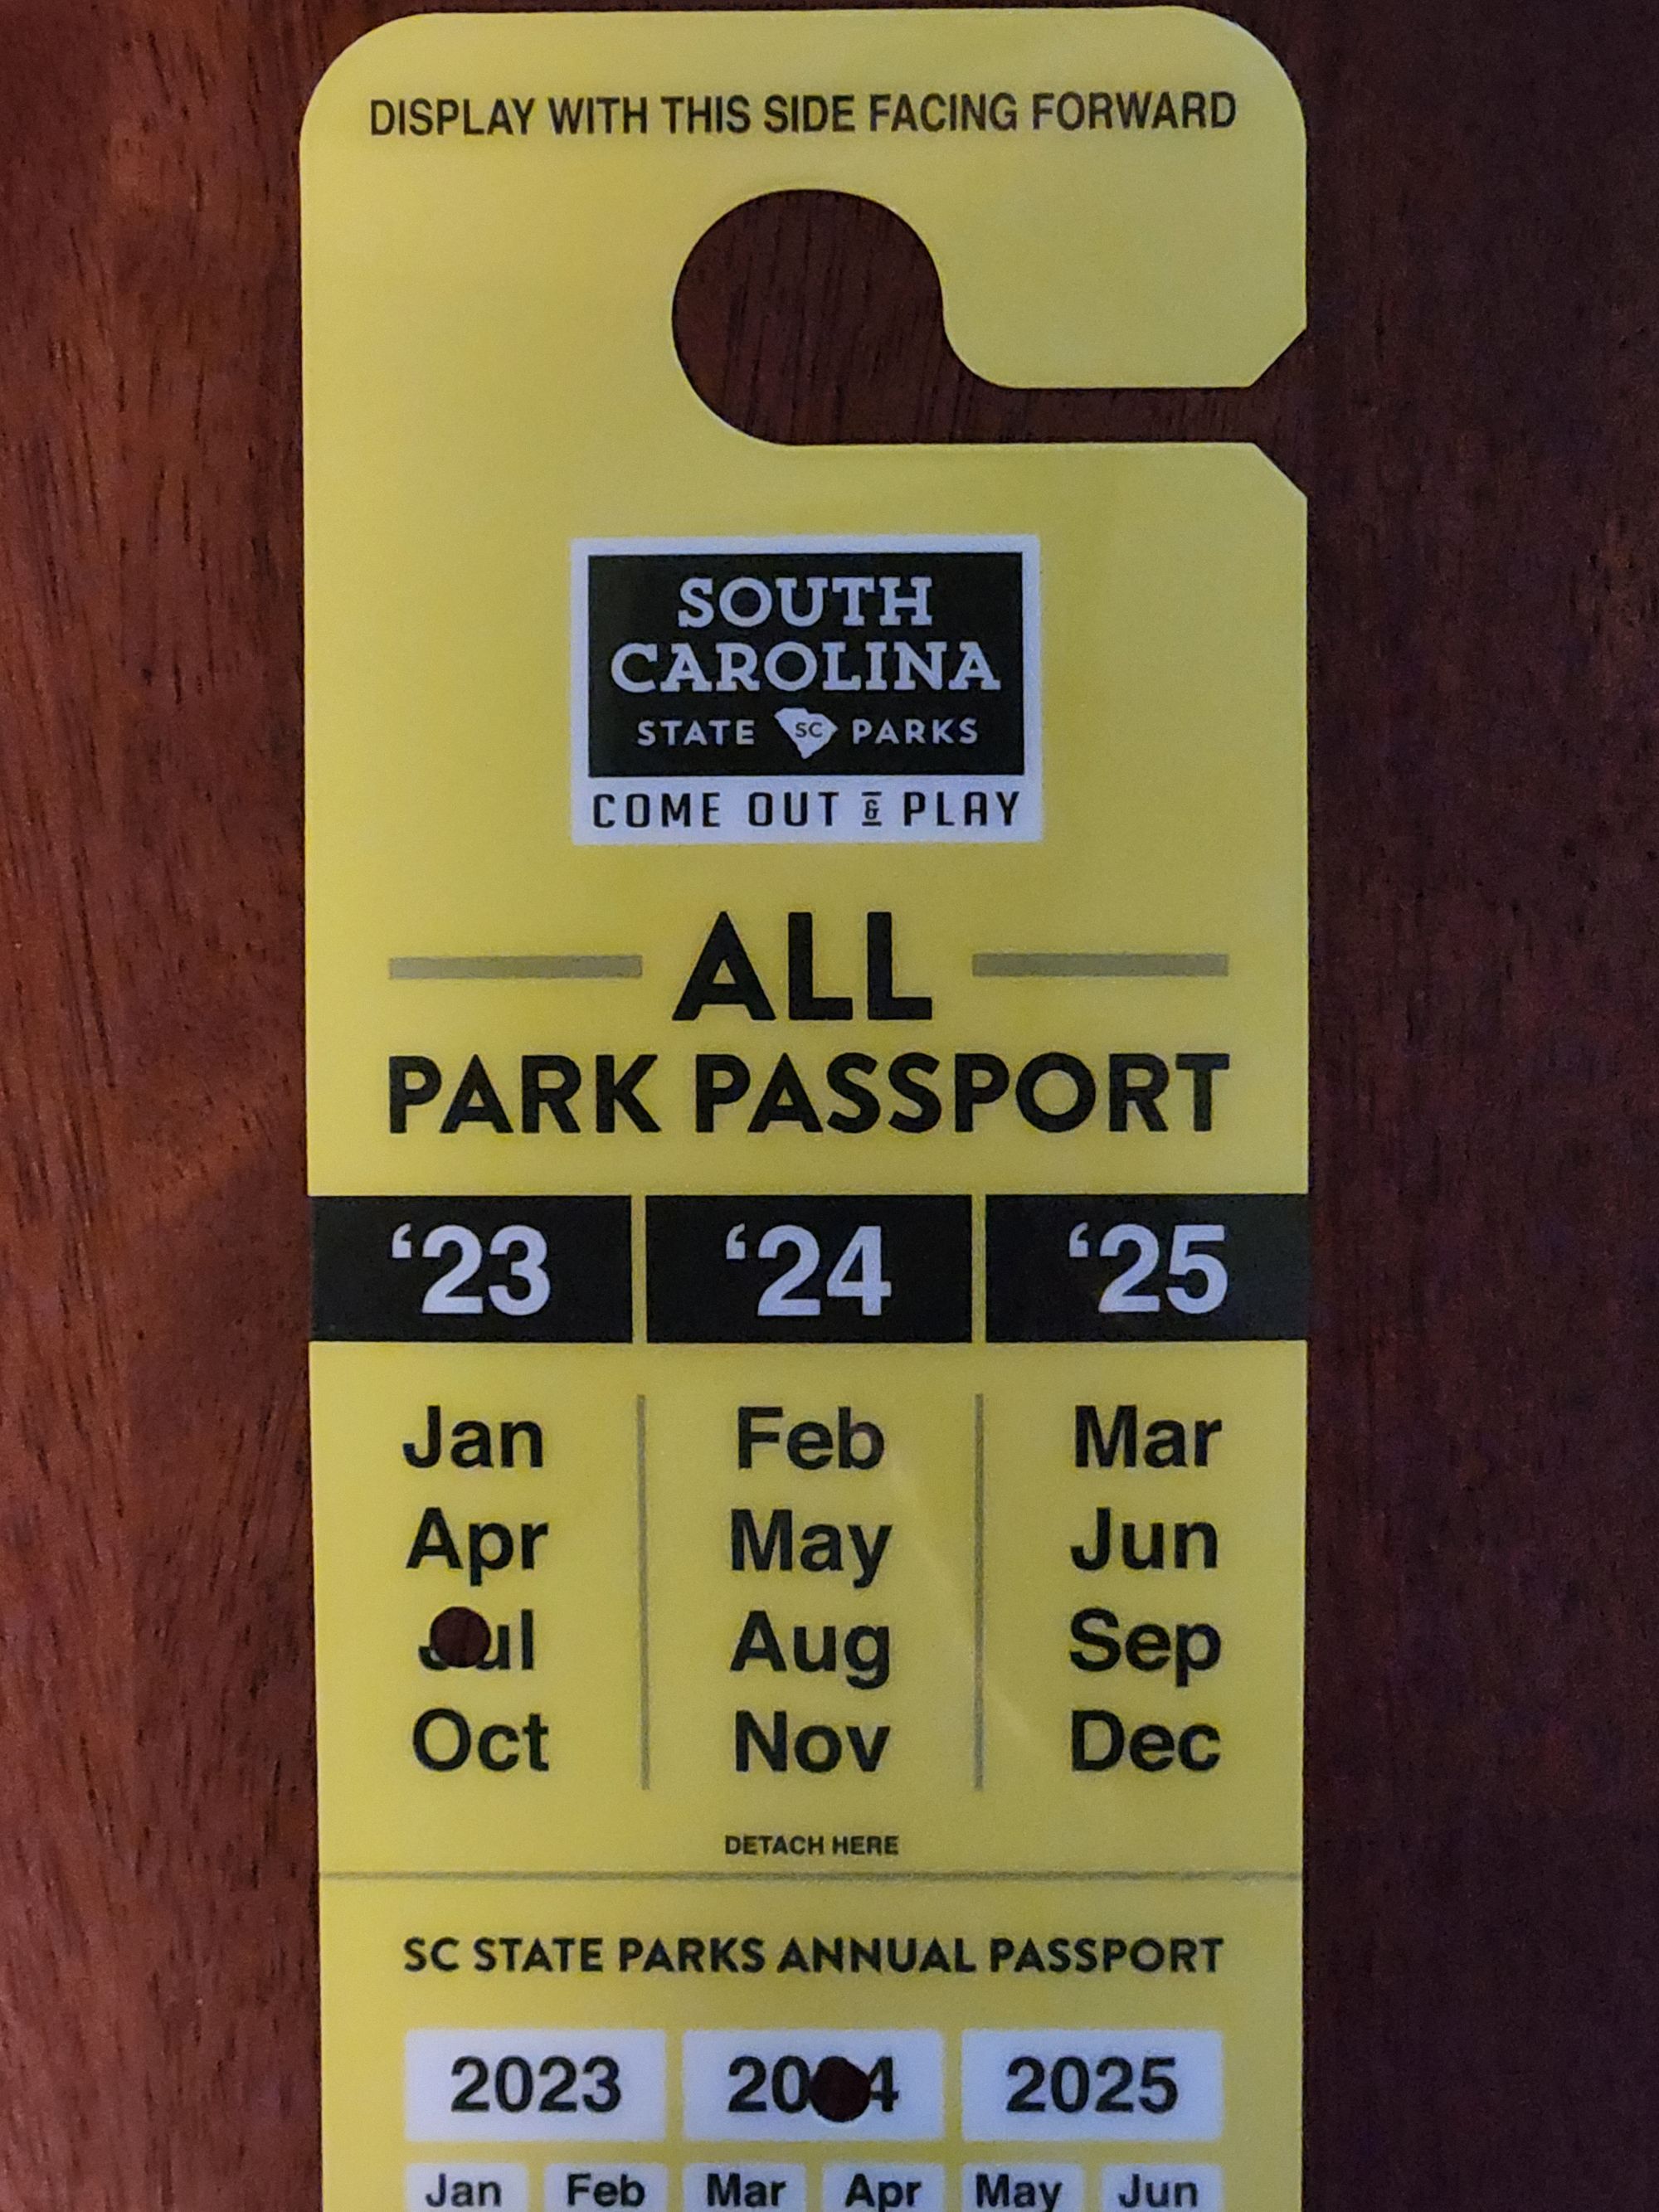 DISPLAY WITH THIS SIDE FACING FORWARD
SOUTH
CAROLINA
STATE SC PARKS
COME OUT & PLAY
ALL
PARK PASSPORT
‘23 ‘24 ‘25
Jan Feb Mar
Apr May Jun
Jul Aug Sep
Oct Nov Dec
DETACH HERE
SC STATE PARKS ANNUAL PASSPORT
2023 2024 2025
Jan Feb Mar Apr May Jun